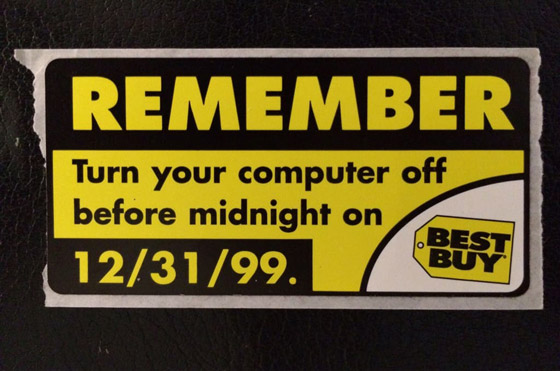 REMEMBER
Turn your computer off
before midnight on
12/31/99.
BEST
BUY®